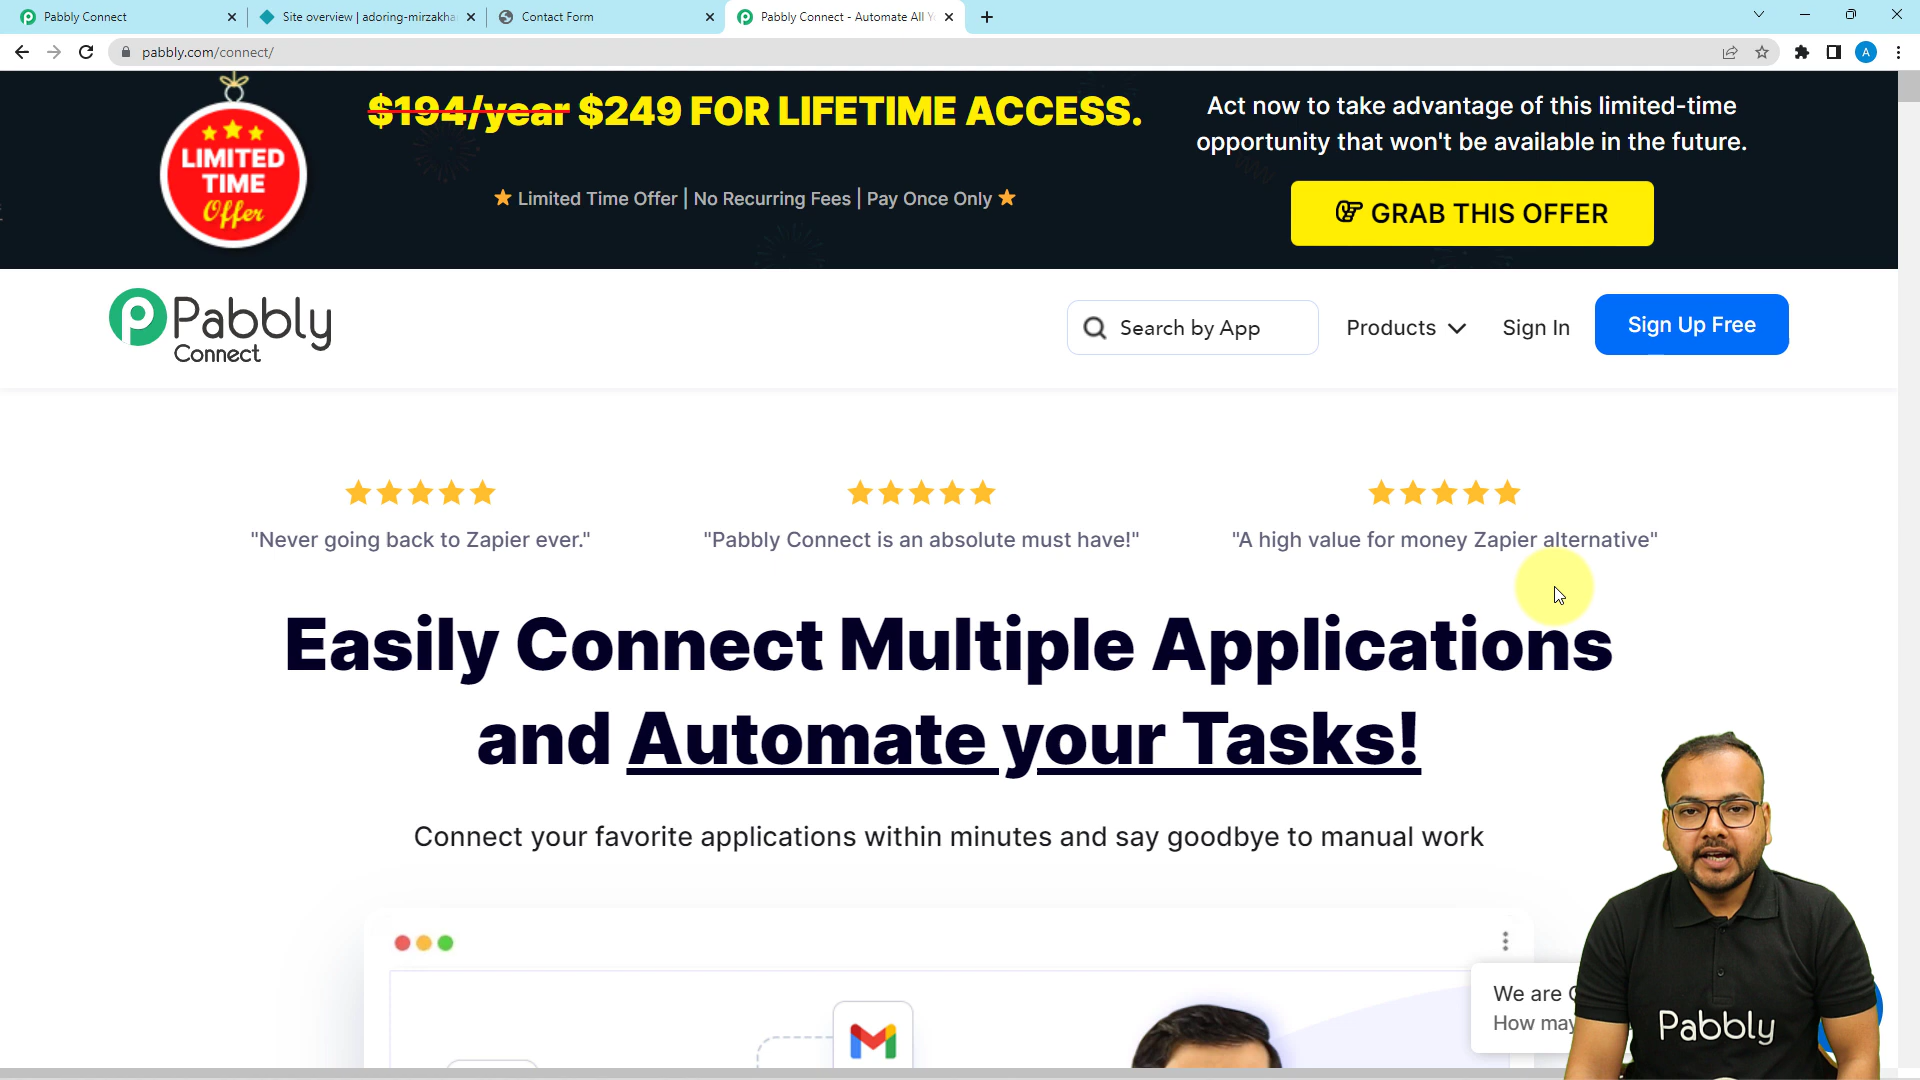 Pabbly Connect
Site overview | adoring-mirzakha
Contact Form
Pabbly Connect - Automate All Y
pabbly.com/connect/
A
LIMITED
TIME
Offer
$194/year $249 FOR LIFETIME ACCESS.
Limited Time Offer | No Recurring Fees | Pay Once Only
Act now to take advantage of this limited-time
opportunity that won't be available in the future.
GRAB THIS OFFER
Pabbly
Connect
Search by App
Products
Sign In
Sign Up Free
"Never going back to Zapier ever."
"Pabbly Connect is an absolute must have!"
"A high value for money Zapier alternative"
Easily Connect Multiple Applications
and Automate your Tasks!
Connect your favorite applications within minutes and say goodbye to manual work
We are
How may
Pabbly